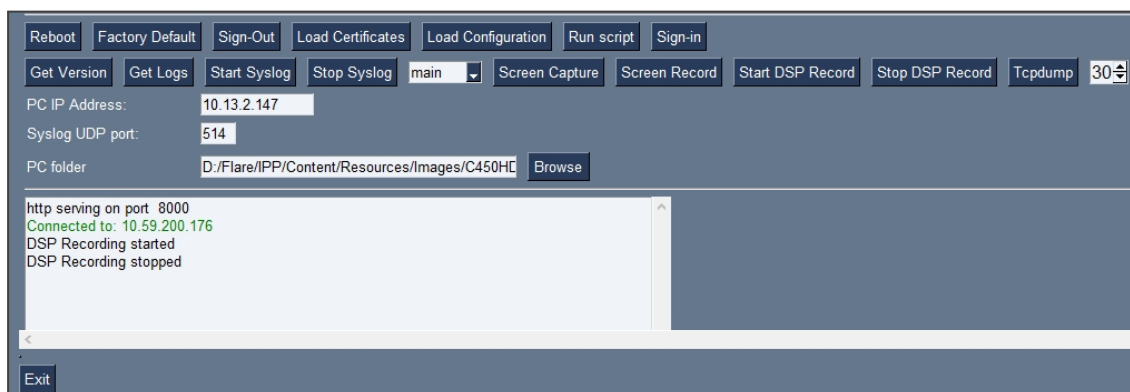 Reboot Factory Default Sign-Out Load Certificates Load Configuration Run script Sign-in
Get Version Get Logs Start Syslog Stop Syslog main Screen Capture Screen Record Start DSP Record Stop DSP Record Tcpdump 30
PC IP Address: 10.13.2.147
Syslog UDP port: 514
PC folder D:/Flare/IPP/Content/Resources/Images/C450HD Browse
http serving on port 8000
Connected to: 10.59.200.176
DSP Recording started
DSP Recording stopped
Exit